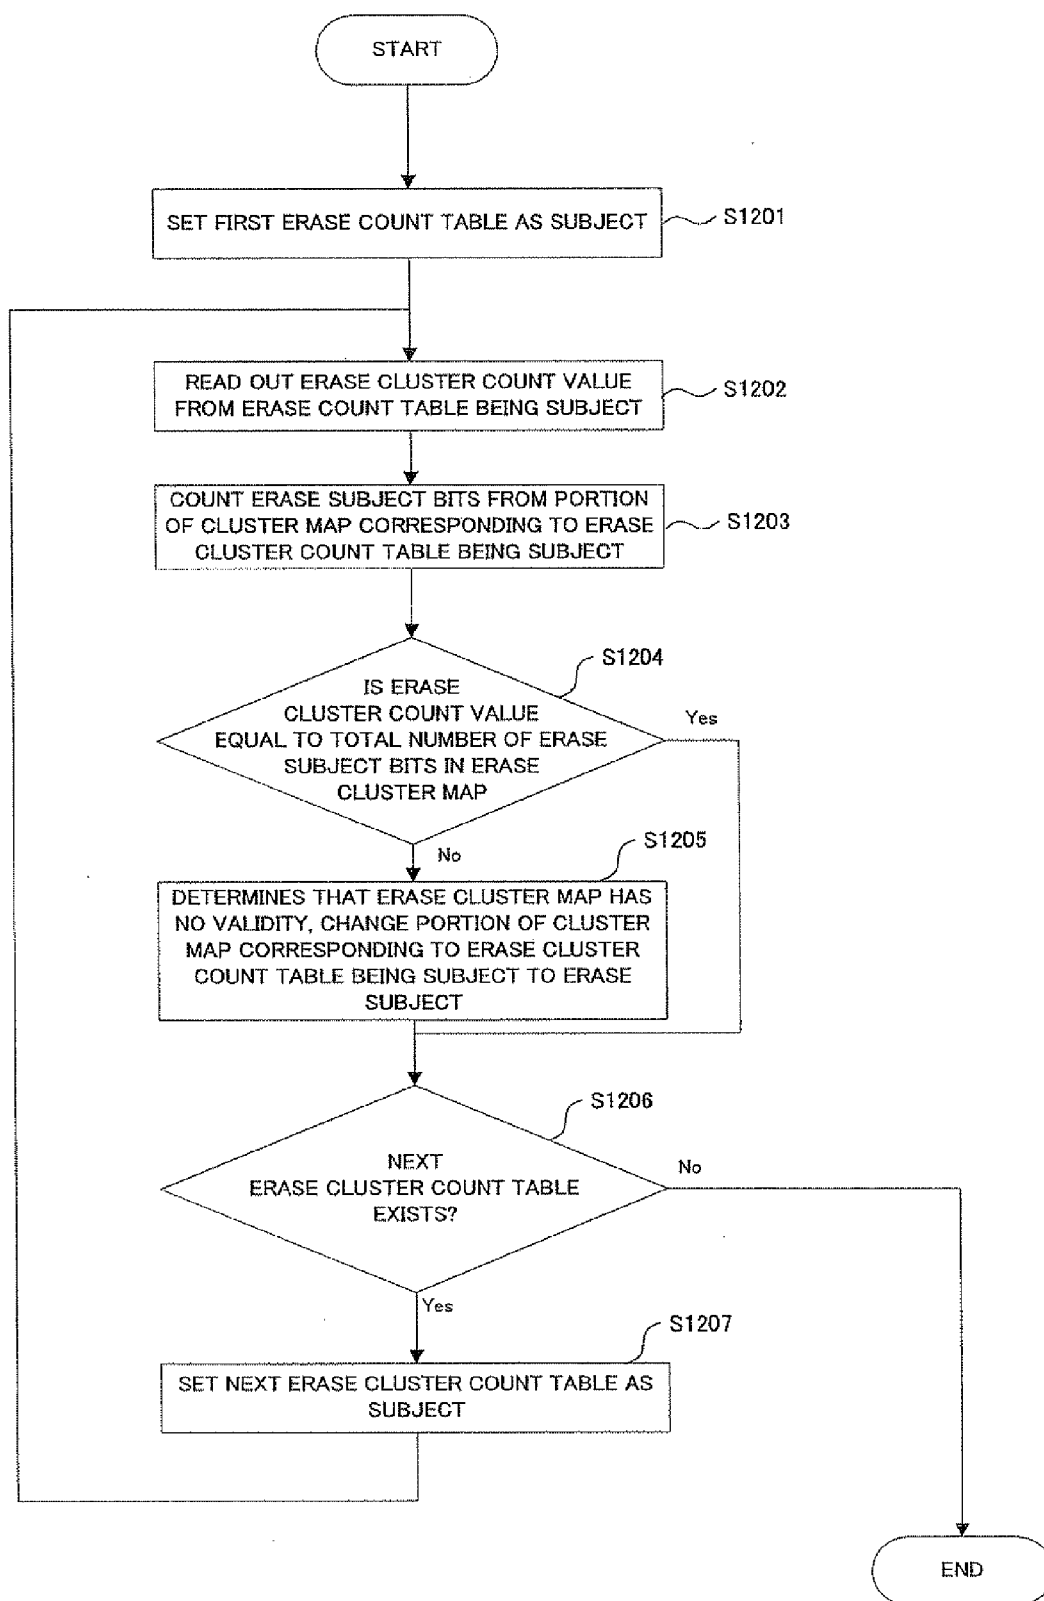 START
SET FIRST ERASE COUNT TABLE AS SUBJECT
S1201
READ OUT ERASE CLUSTER COUNT VALUE
FROM ERASE COUNT TABLE BEING SUBJECT
S1202
COUNT ERASE SUBJECT BITS FROM PORTION
OF CLUSTER MAP CORRESPONDING TO ERASE
CLUSTER COUNT TABLE BEING SUBJECT
S1203
S1204
IS ERASE
CLUSTER COUNT VALUE
EQUAL TO TOTAL NUMBER OF ERASE
SUBJECT BITS IN ERASE
CLUSTER MAP
Yes
No
S1205
DETERMINES THAT ERASE CLUSTER MAP HAS
NO VALIDITY, CHANGE PORTION OF CLUSTER
MAP CORRESPONDING TO ERASE CLUSTER
COUNT TABLE BEING SUBJECT TO ERASE
SUBJECT
S1206
NEXT
ERASE CLUSTER COUNT TABLE
EXISTS?
No
Yes
S1207
SET NEXT ERASE CLUSTER COUNT TABLE AS
SUBJECT
END